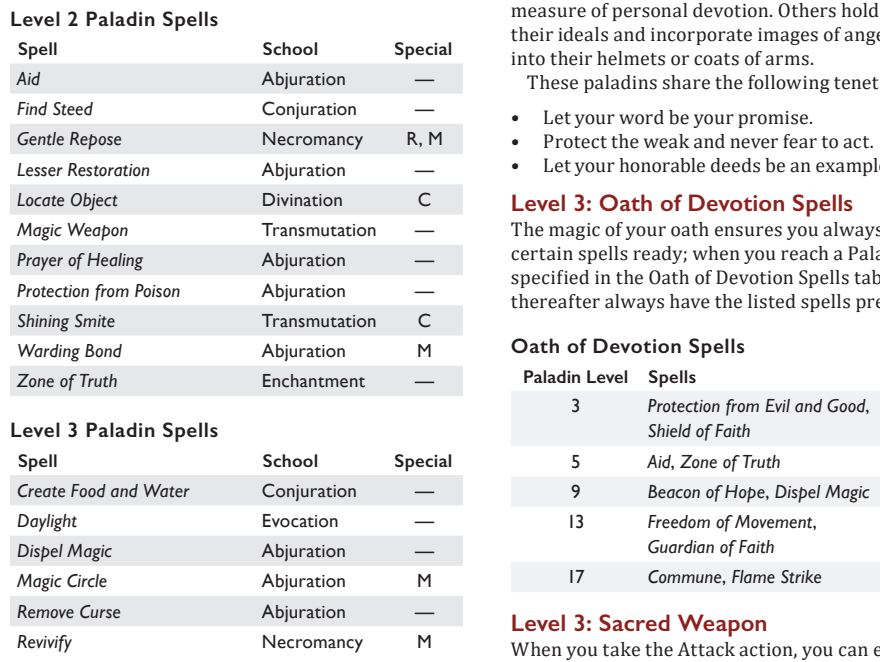 Level 2 Paladin Spells
Spell School Special
Aid Abjuration —
Find Steed Conjuration —
Gentle Repose Necromancy R, M
Lesser Restoration Abjuration —
Locate Object Divination C
Magic Weapon Transmutation —
Prayer of Healing Abjuration —
Protection from Poison Abjuration —
Shining Smite Transmutation C
Warding Bond Abjuration M
Zone of Truth Enchantment —
Level 3 Paladin Spells
Spell School Special
Create Food and Water Conjuration —
Daylight Evocation —
Dispel Magic Abjuration —
Magic Circle Abjuration M
Remove Curse Abjuration —
Revivify Necromancy M
measure of personal devotion. Others hold
their ideals and incorporate images of ange
into their helmets or coats of arms.
These paladins share the following tenet
• Let your word be your promise.
• Protect the weak and never fear to act.
• Let your honorable deeds be an example
Level 3: Oath of Devotion Spells
The magic of your oath ensures you always
certain spells ready; when you reach a Pala
specified in the Oath of Devotion Spells tab
thereafter always have the listed spells pre
Oath of Devotion Spells
Paladin Level Spells
3 Protection from Evil and Good,
Shield of Faith
5 Aid, Zone of Truth
9 Beacon of Hope, Dispel Magic
13 Freedom of Movement,
Guardian of Faith
17 Commune, Flame Strike
Level 3: Sacred Weapon
When you take the Attack action, you can e